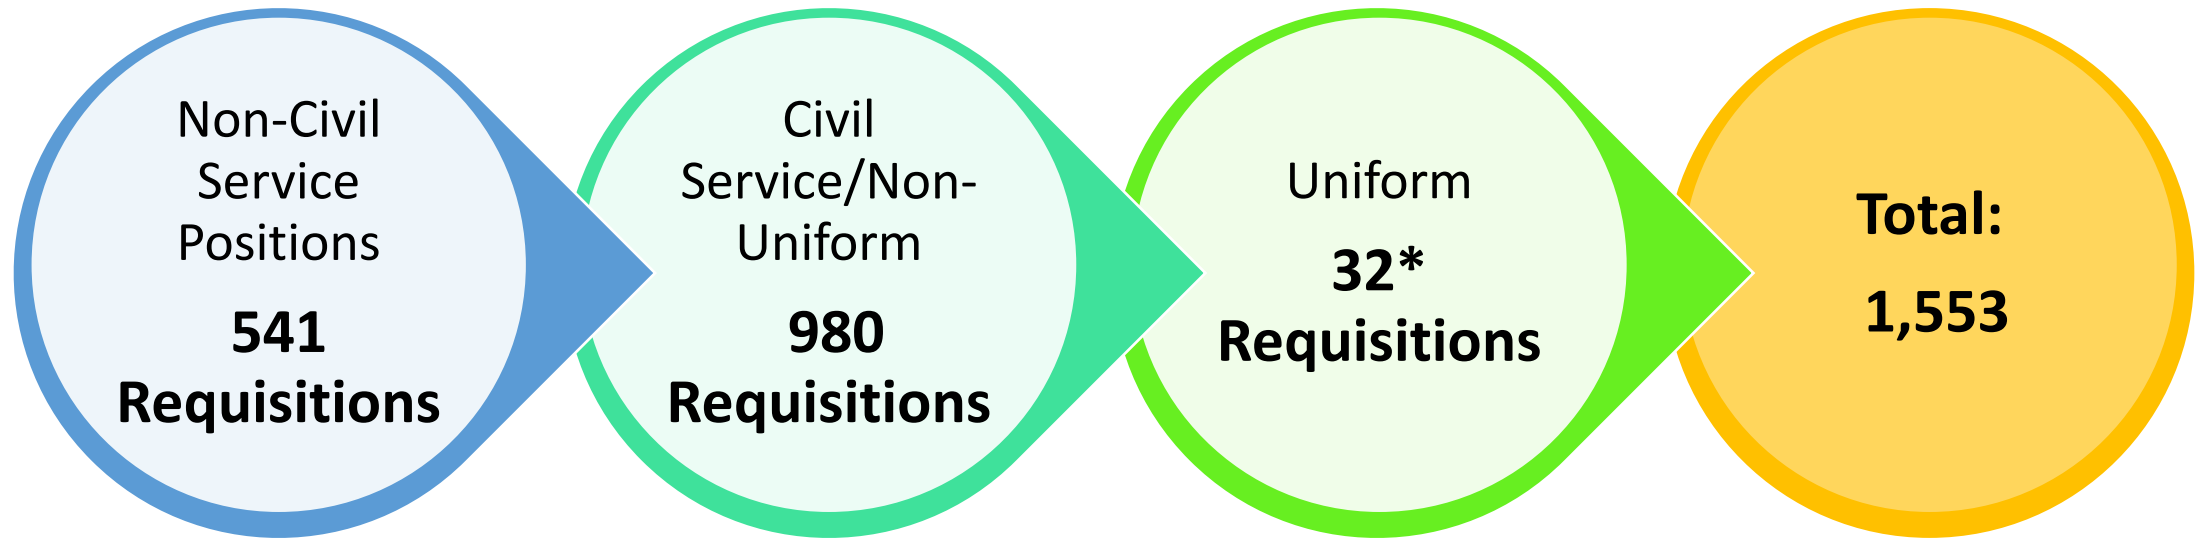 Non-Civil
Service
Positions
541
Requisitions
Civil
Service/Non-
Uniform
980
Requisitions
Uniform
32*
Requisitions
Total:
1,553